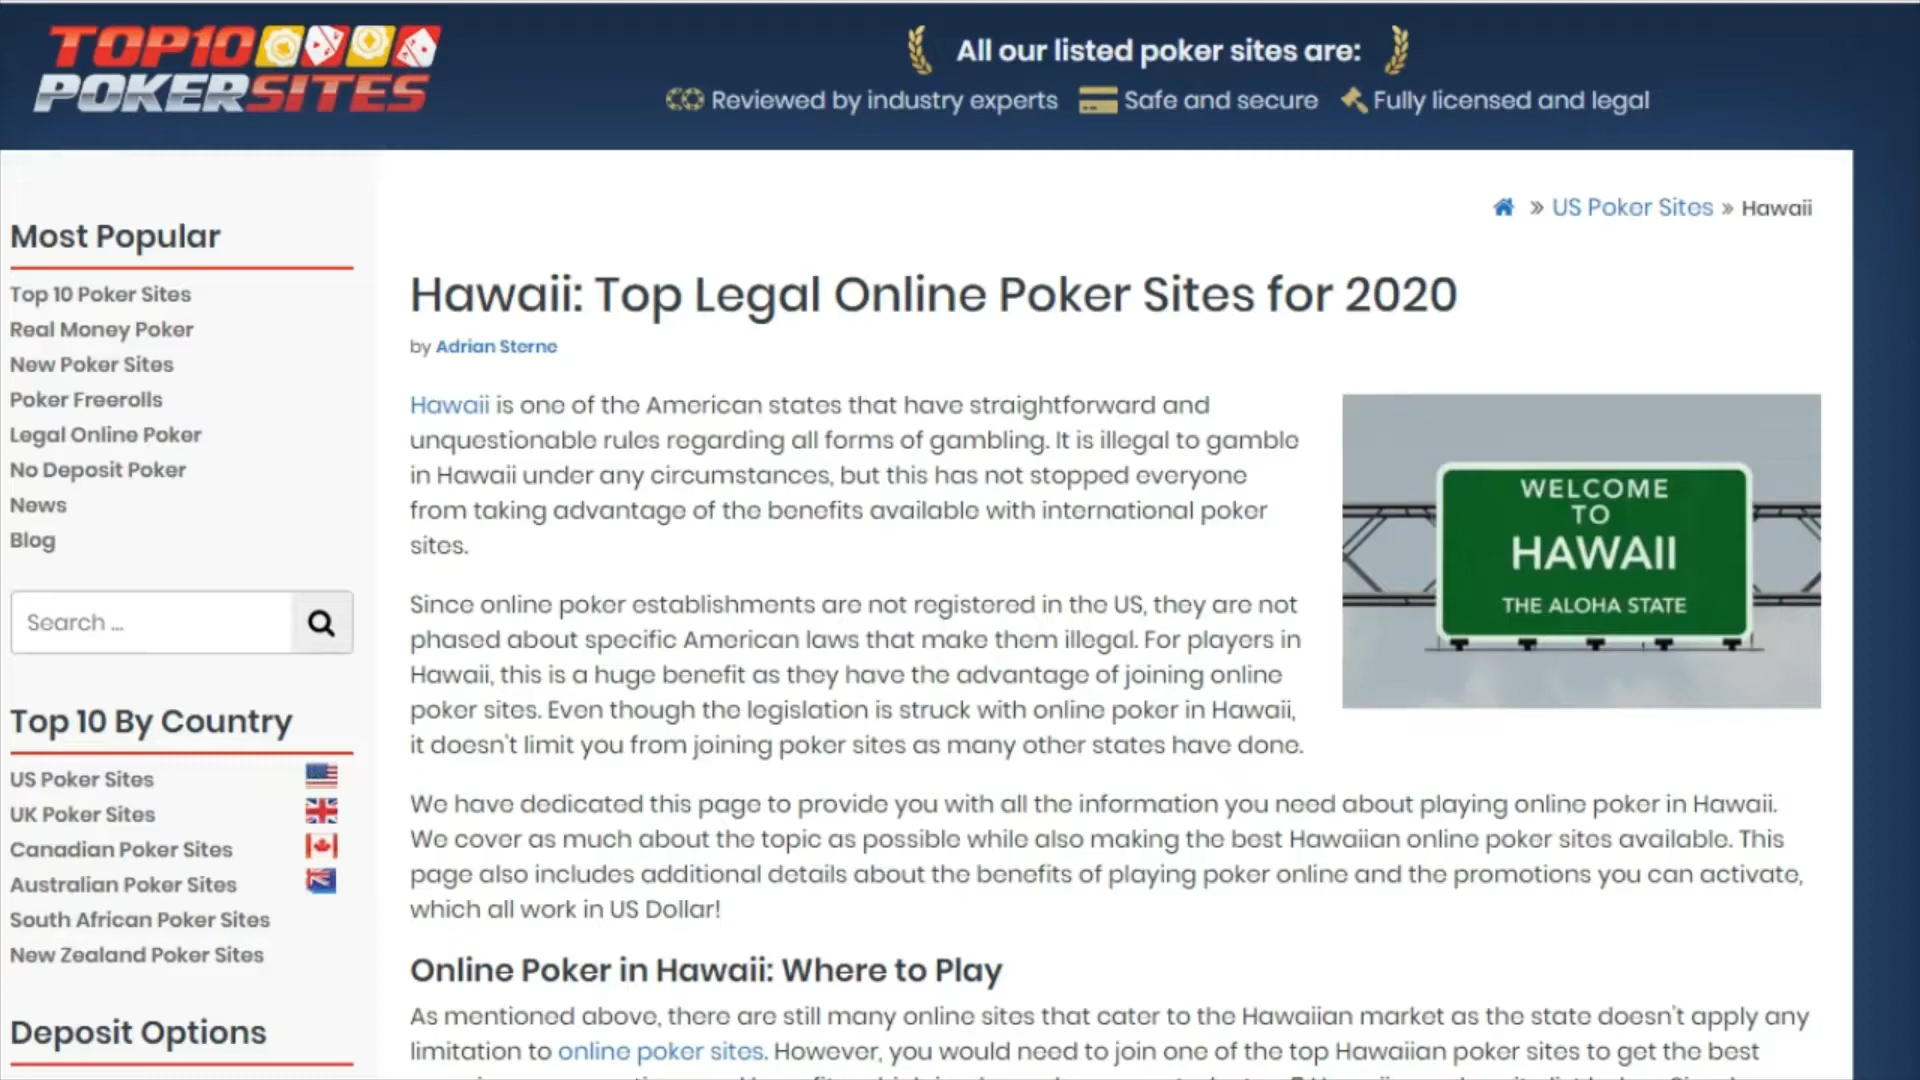 TOP10
POKERSITES
All our listed poker sites are:
Reviewed by industry experts Safe and secure Fully licensed and legal
» US Poker Sites » Hawaii
Most Popular
Top 10 Poker Sites
Real Money Poker
New Poker Sites
Poker Freerolls
Legal Online Poker
No Deposit Poker
News
Blog
Search ...
Top 10 By Country
US Poker Sites
UK Poker Sites
Canadian Poker Sites
Australian Poker Sites
South African Poker Sites
New Zealand Poker Sites
Deposit Options
Hawaii: Top Legal Online Poker Sites for 2020
by Adrian Sterne
Hawaii is one of the American states that have straightforward and
unquestionable rules regarding all forms of gambling. It is illegal to gamble
in Hawaii under any circumstances, but this has not stopped everyone
from taking advantage of the benefits available with international poker
sites.
WELCOME
TO
HAWAII
THE ALOHA STATE
Since online poker establishments are not registered in the US, they are not
phased about specific American laws that make them illegal. For players in
Hawaii, this is a huge benefit as they have the advantage of joining online
poker sites. Even though the legislation is struck with online poker in Hawaii,
it doesn't limit you from joining poker sites as many other states have done.
We have dedicated this page to provide you with all the information you need about playing online poker in Hawaii.
We cover as much about the topic as possible while also making the best Hawaiian online poker sites available. This
page also includes additional details about the benefits of playing poker online and the promotions you can activate,
which all work in US Dollar!
Online Poker in Hawaii: Where to Play
As mentioned above, there are still many online sites that cater to the Hawaiian market as the state doesn't apply any
limitation to online poker sites. However, you would need to join one of the top Hawaiian poker sites to get the best